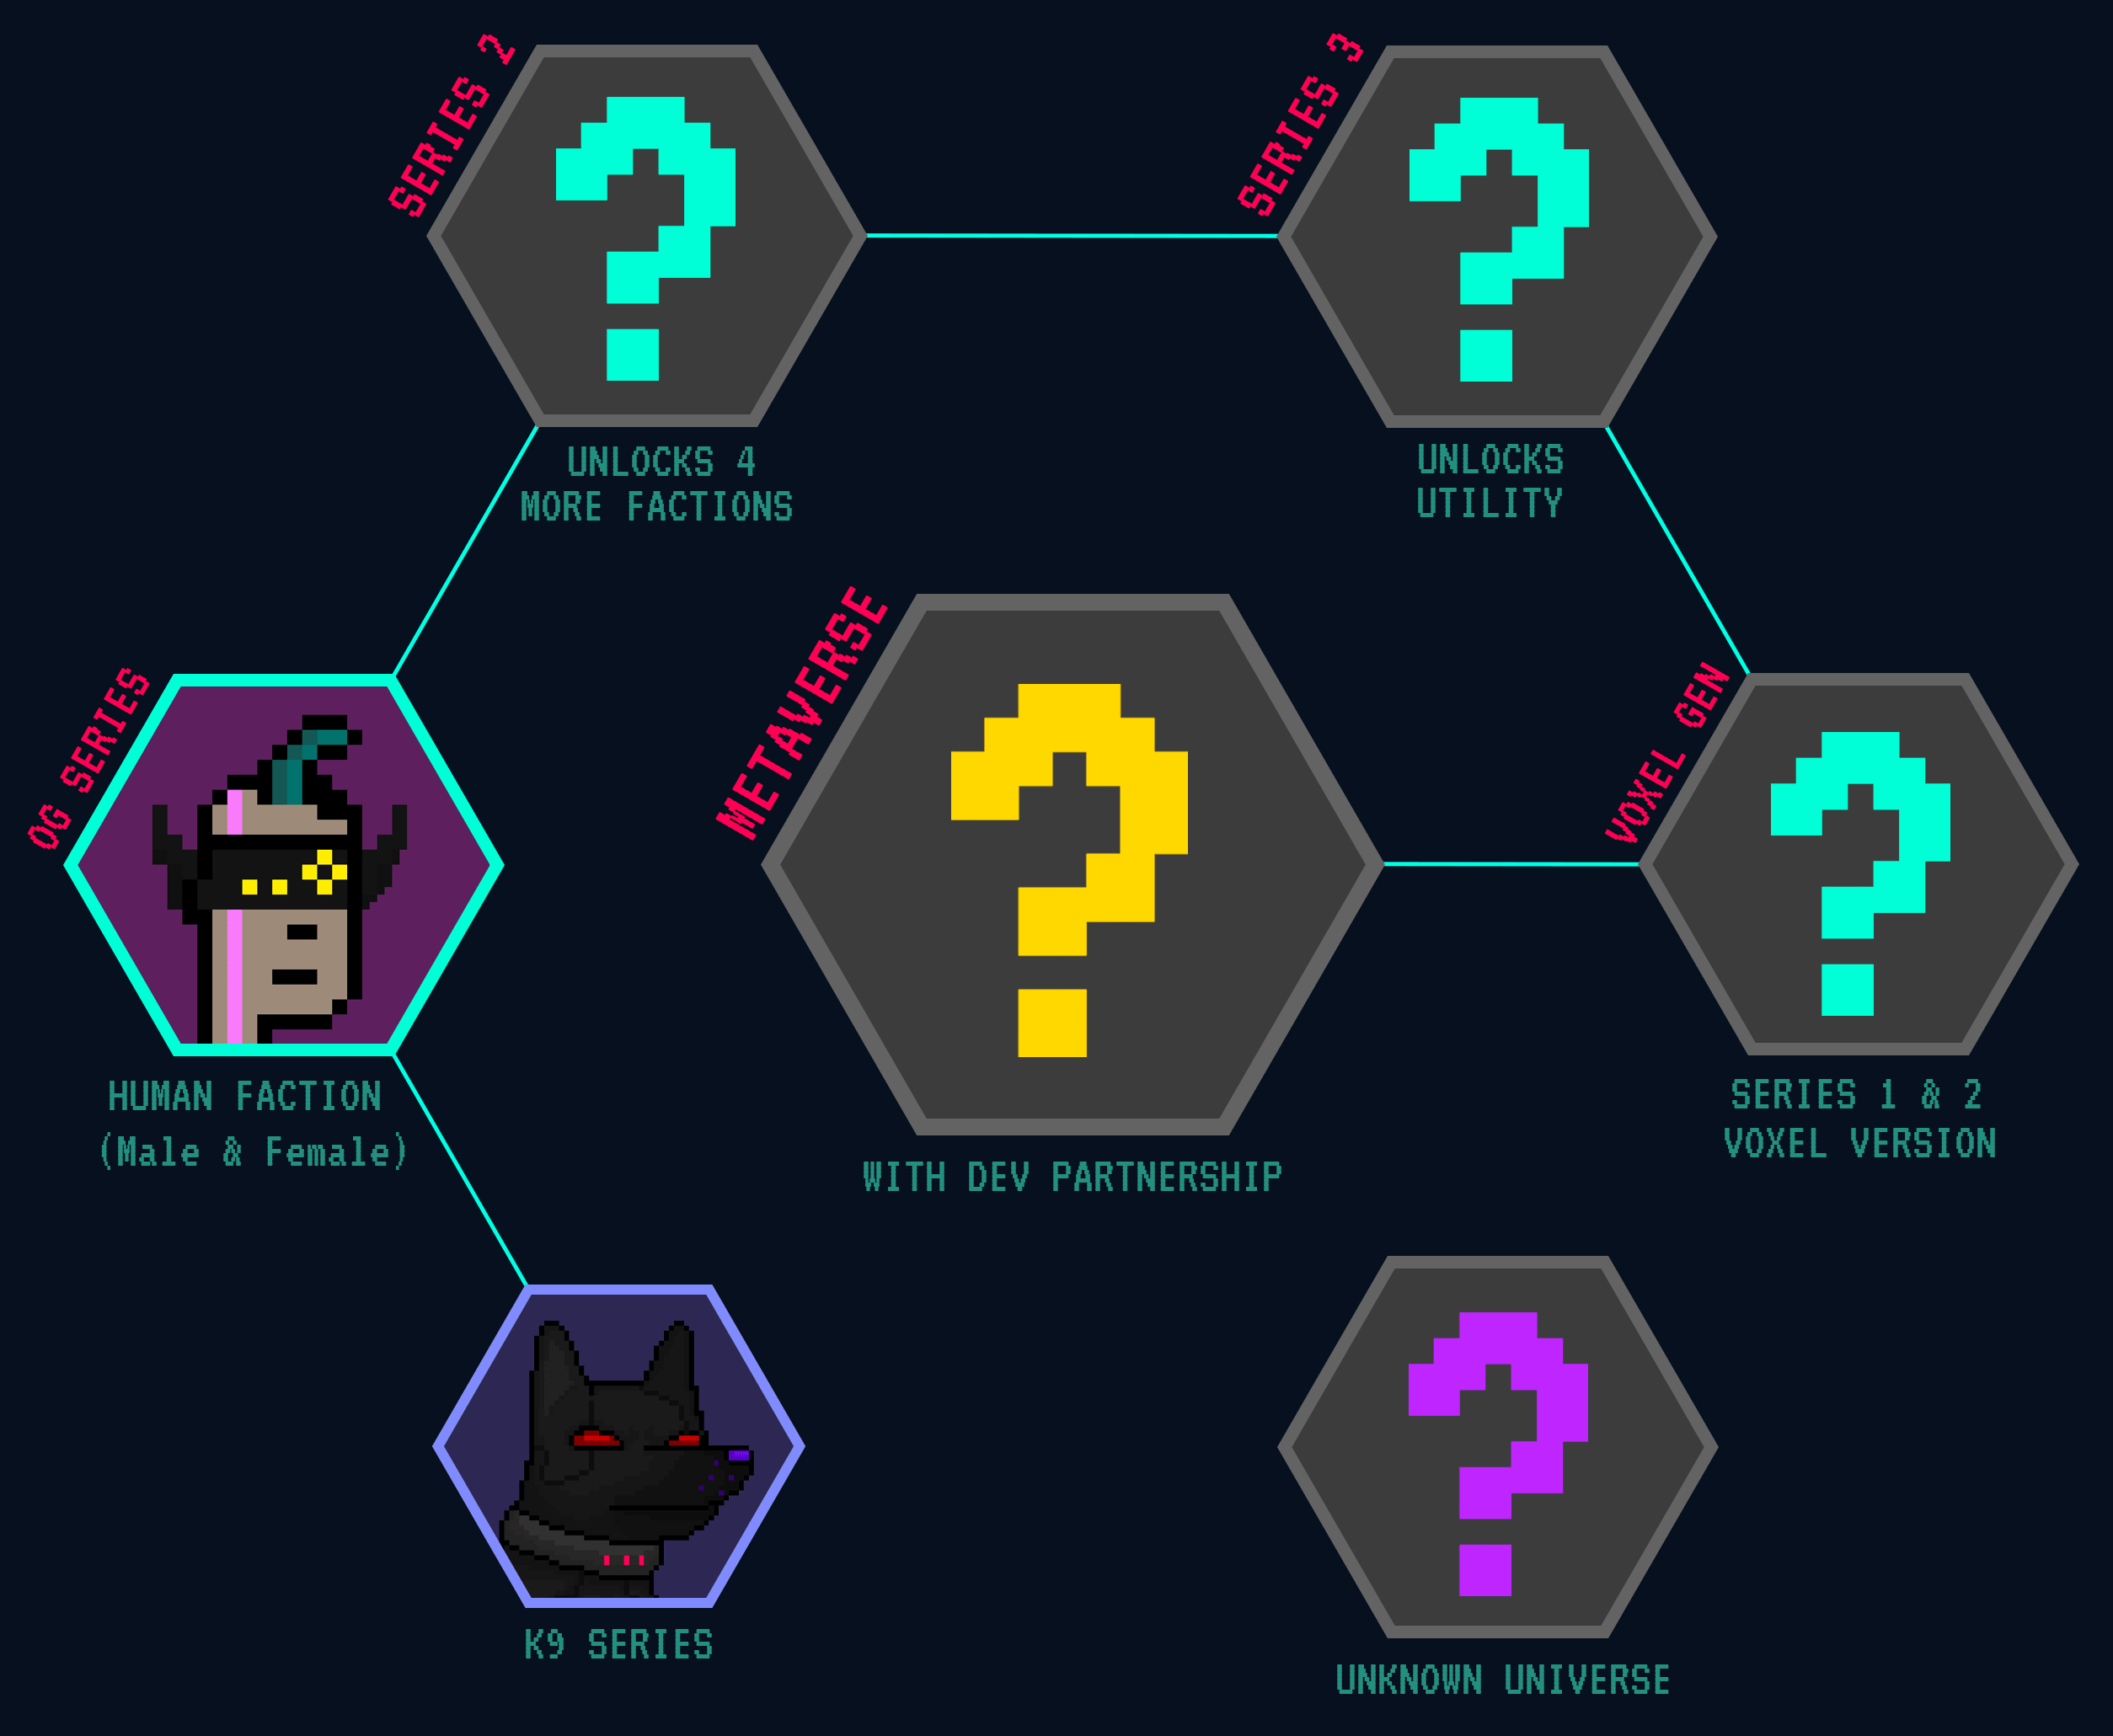 SERIES 2
UNLOCKS 4
MORE FACTIONS
SERIES 3
UNLOCKS
UTILITY
OG SERIES
HUMAN FACTION
(Male & Female)
METAVERSE
WITH DEV PARTNERSHIP
VOXEL GEN
SERIES 1 & 2
VOXEL VERSION
K9 SERIES
UNKNOWN UNIVERSE